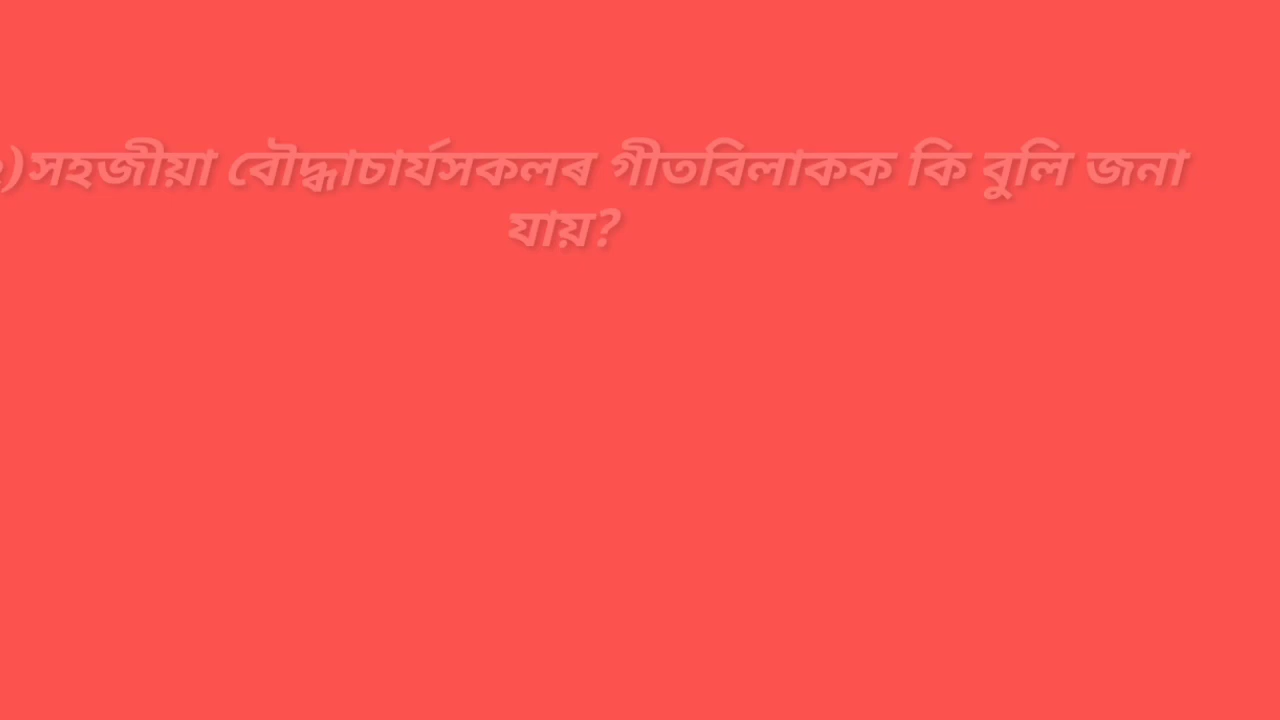 )সহজীয়া বৌদ্ধাচাৰ্যসকলৰ গীতবিলাকক কি বুলি জনা
যায়?